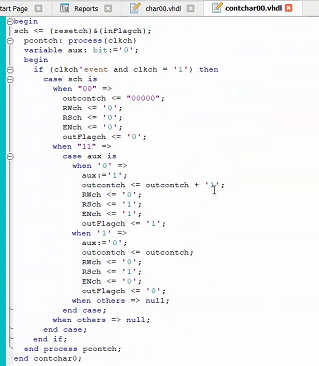 tart Page Reports char00.vhdl contchar00.vhdl
begin
sch <= (resetch)&(inFlagch);
pcontch: process(clkch)
variable aux: bit:='0';
begin
if (clkch'event and clkch = '1') then
case sch is
when "00" =>
outcontch <= "00000";
RWch <= '0';
RSch <= '0';
ENch <= '0';
outFlagch <= '0';
when "11" =>
case aux is
when '0' =>
aux:='1';
outcontch <= outcontch + '1';
RWch <= '0';
RSch <= '1';
ENch <= '1';
outFlagch <= '1';
when '1' =>
aux:='0';
outcontch <= outcontch;
RWch <= '0';
RSch <= '1';
ENch <= '0';
outFlagch <= '0';
when others => null;
end case;
when others => null;
end case;
end if;
end process pcontch;
end contchar0;